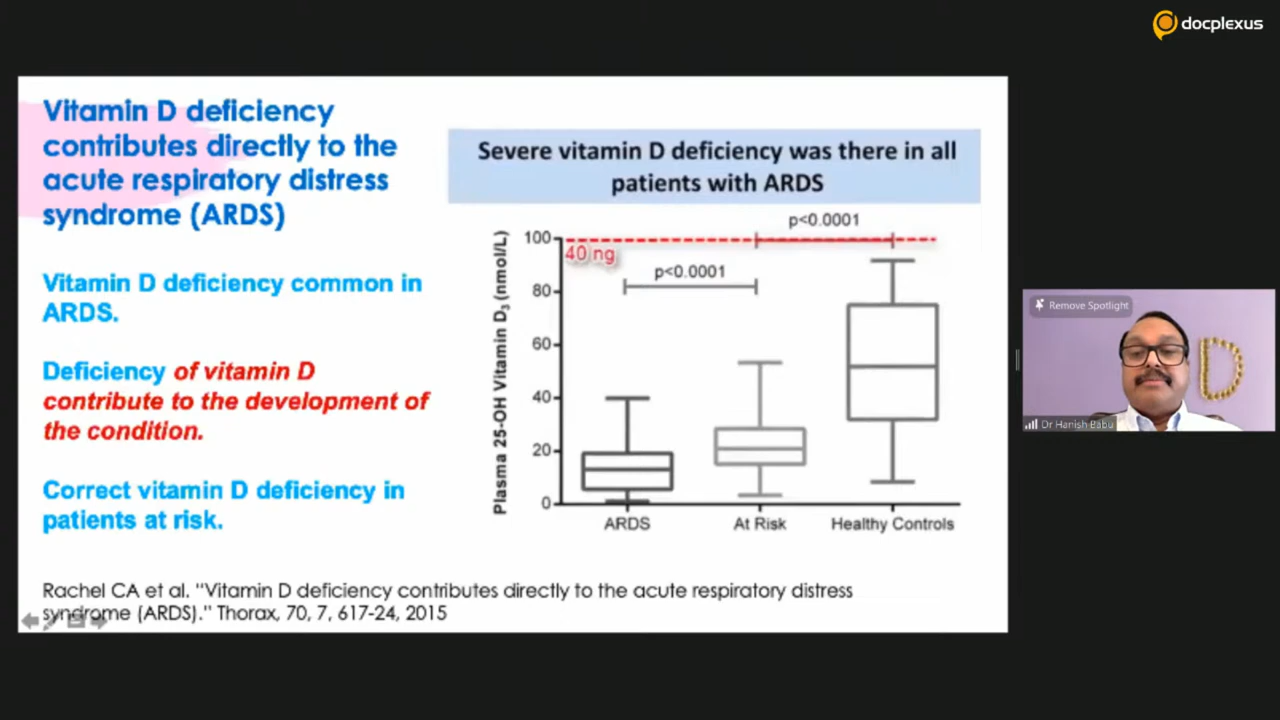 docplexus
Vitamin D deficiency
contributes directly to the
acute respiratory distress
syndrome (ARDS)
Vitamin D deficiency common in
ARDS.
Deficiency of vitamin D
contribute to the development of
the condition.
Correct vitamin D deficiency in
patients at risk.
Severe vitamin D deficiency was there in all
patients with ARDS
p<0.0001
40 ng
p<0.0001
Plasma 25-OH Vitamin D3 (nmol/L)
100
80
60
40
20
0
ARDS
At Risk
Healthy Controls
Rachel CA et al. "Vitamin D deficiency contributes directly to the acute respiratory distress
syndrome (ARDS)." Thorax, 70, 7, 617-24, 2015
Remove Spotlight
D
Dr Harish Babu